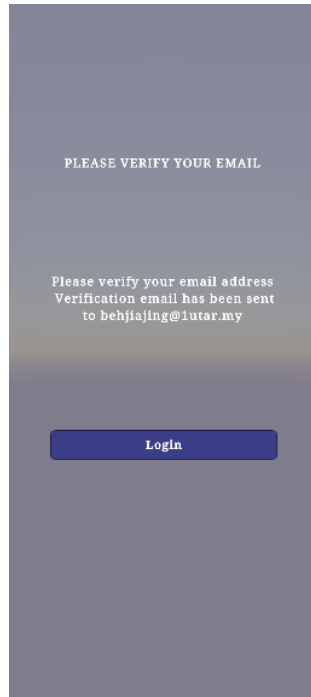 PLEASE VERIFY YOUR EMAIL
Please verify your email address
Verification email has been sent
to behjiajing@1utar.my
Login